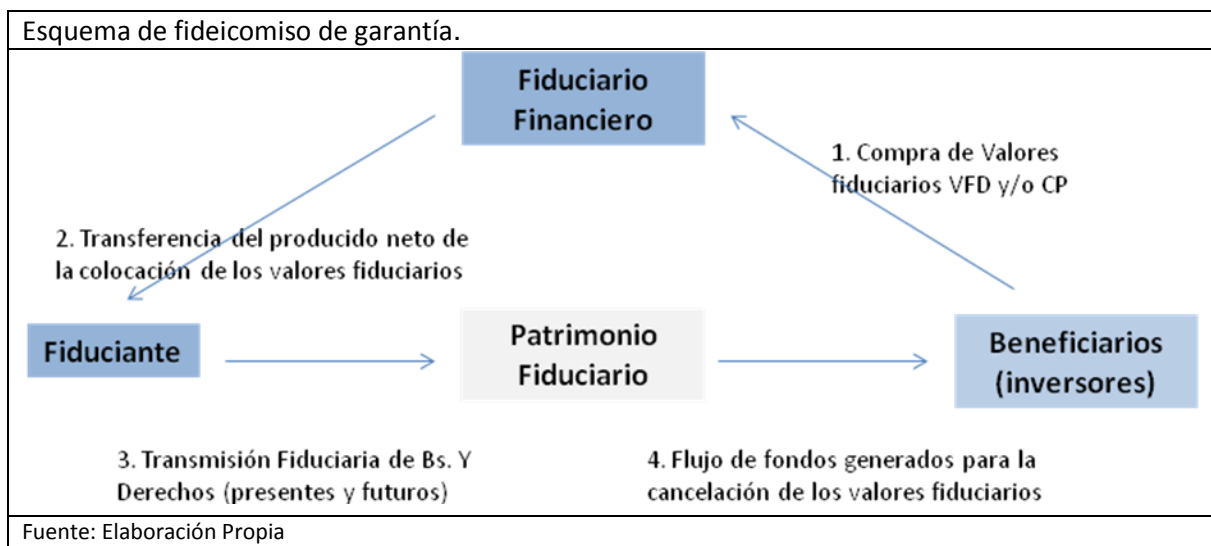 Esquema de fideicomiso de garantía.
Fiduciario
Financiero
1. Compra de Valores
fiduciarios VFD y/o CP
2. Transferencia del producido neto de
la colocación de los valores fiduciarios
Fiduciante
Patrimonio
Fiduciario
Beneficiarios
(inversores)
3. Transmisión Fiduciaria de Bs. Y
Derechos (presentes y futuros)
4. Flujo de fondos generados para la
cancelación de los valores fiduciarios
Fuente: Elaboración Propia